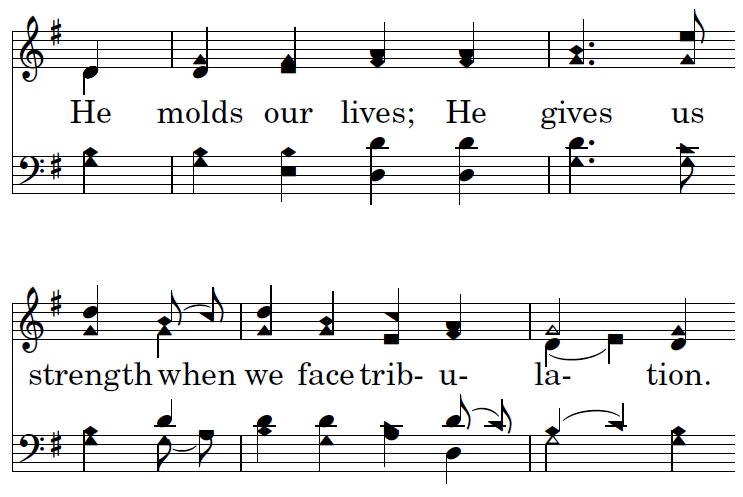 He molds our lives; He gives us
strength when we face trib- u- la- tion.